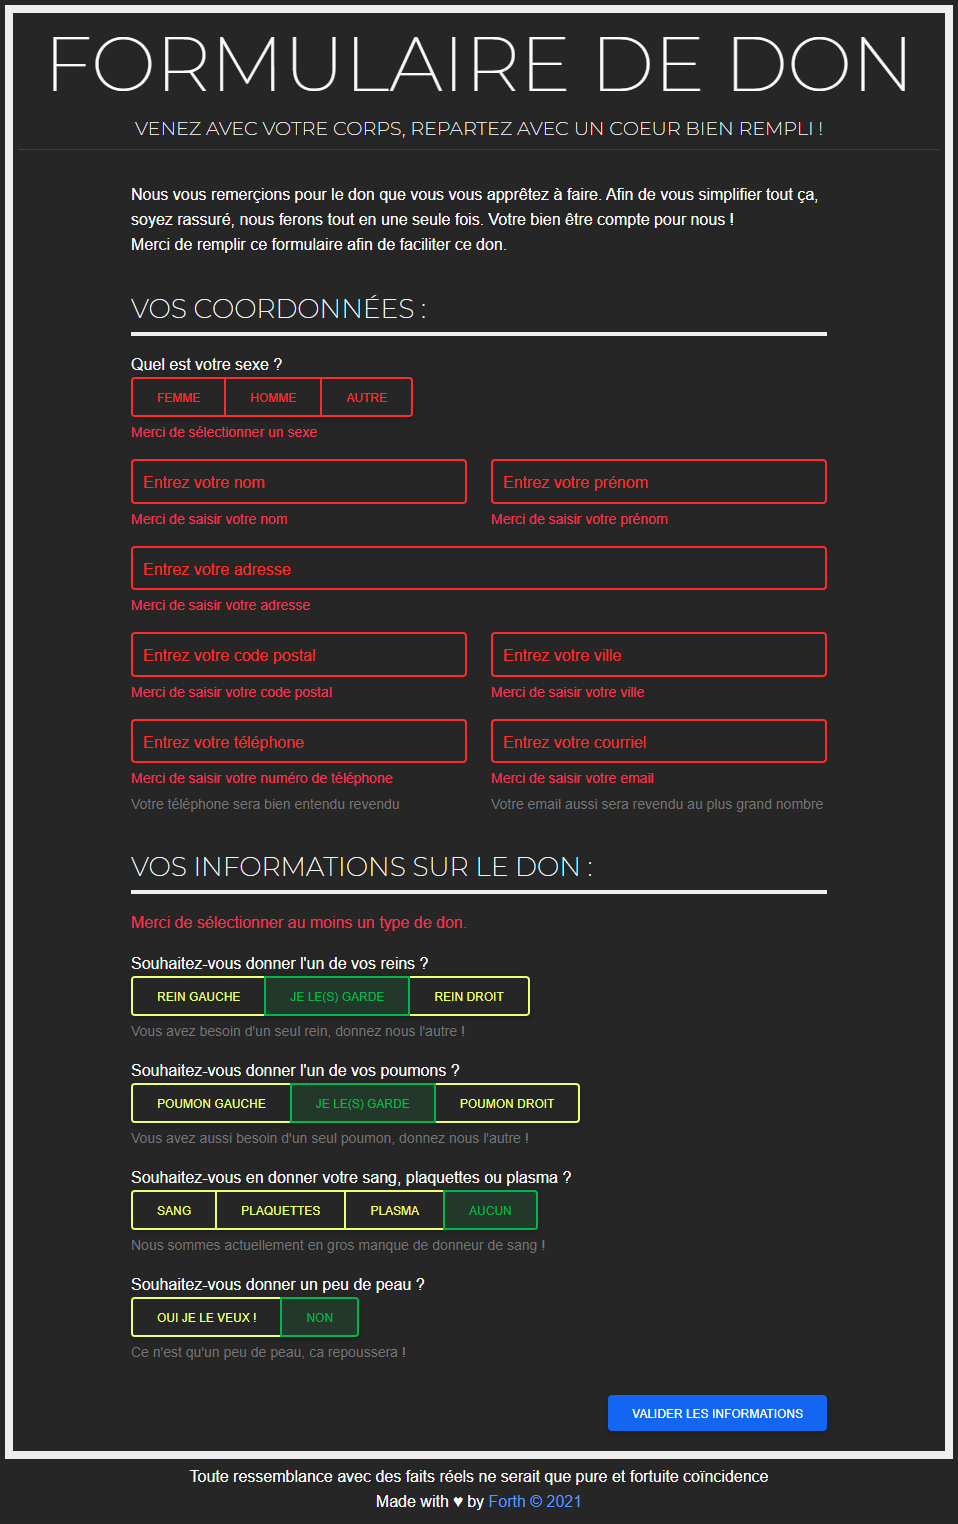 FORMULAIRE DE DON
VENEZ AVEC VOTRE CORPS, REPARTEZ AVEC UN COEUR BIEN REMPLI !
Nous vous remerçions pour le don que vous vous apprêtez à faire. Afin de vous simplifier tout ça,
soyez rassuré, nous ferons tout en une seule fois. Votre bien être compte pour nous !
Merci de remplir ce formulaire afin de faciliter ce don.
VOS COORDONNÉES :
Quel est votre sexe ?
FEMME HOMME AUTRE
Merci de sélectionner un sexe
Entrez votre nom Entrez votre prénom
Merci de saisir votre nom Merci de saisir votre prénom
Entrez votre adresse
Merci de saisir votre adresse
Entrez votre code postal Entrez votre ville
Merci de saisir votre code postal Merci de saisir votre ville
Entrez votre téléphone Entrez votre courriel
Merci de saisir votre numéro de téléphone Merci de saisir votre email
Votre téléphone sera bien entendu revendu Votre email aussi sera revendu au plus grand nombre
VOS INFORMATIONS SUR LE DON :
Merci de sélectionner au moins un type de don.
Souhaitez-vous donner l'un de vos reins ?
REIN GAUCHE JE LE(S) GARDE REIN DROIT
Vous avez besoin d'un seul rein, donnez nous l'autre !
Souhaitez-vous donner l'un de vos poumons ?
POUMON GAUCHE JE LE(S) GARDE POUMON DROIT
Vous avez aussi besoin d'un seul poumon, donnez nous l'autre !
Souhaitez-vous en donner votre sang, plaquettes ou plasma ?
SANG PLAQUETTES PLASMA AUCUN
Nous sommes actuellement en gros manque de donneur de sang !
Souhaitez-vous donner un peu de peau ?
OUI JE LE VEUX ! NON
Ce n'est qu'un peu de peau, ca repoussera !
VALIDER LES INFORMATIONS
Toute ressemblance avec des faits réels ne serait que pure et fortuite coïncidence
Made with ♥ by Forth © 2021